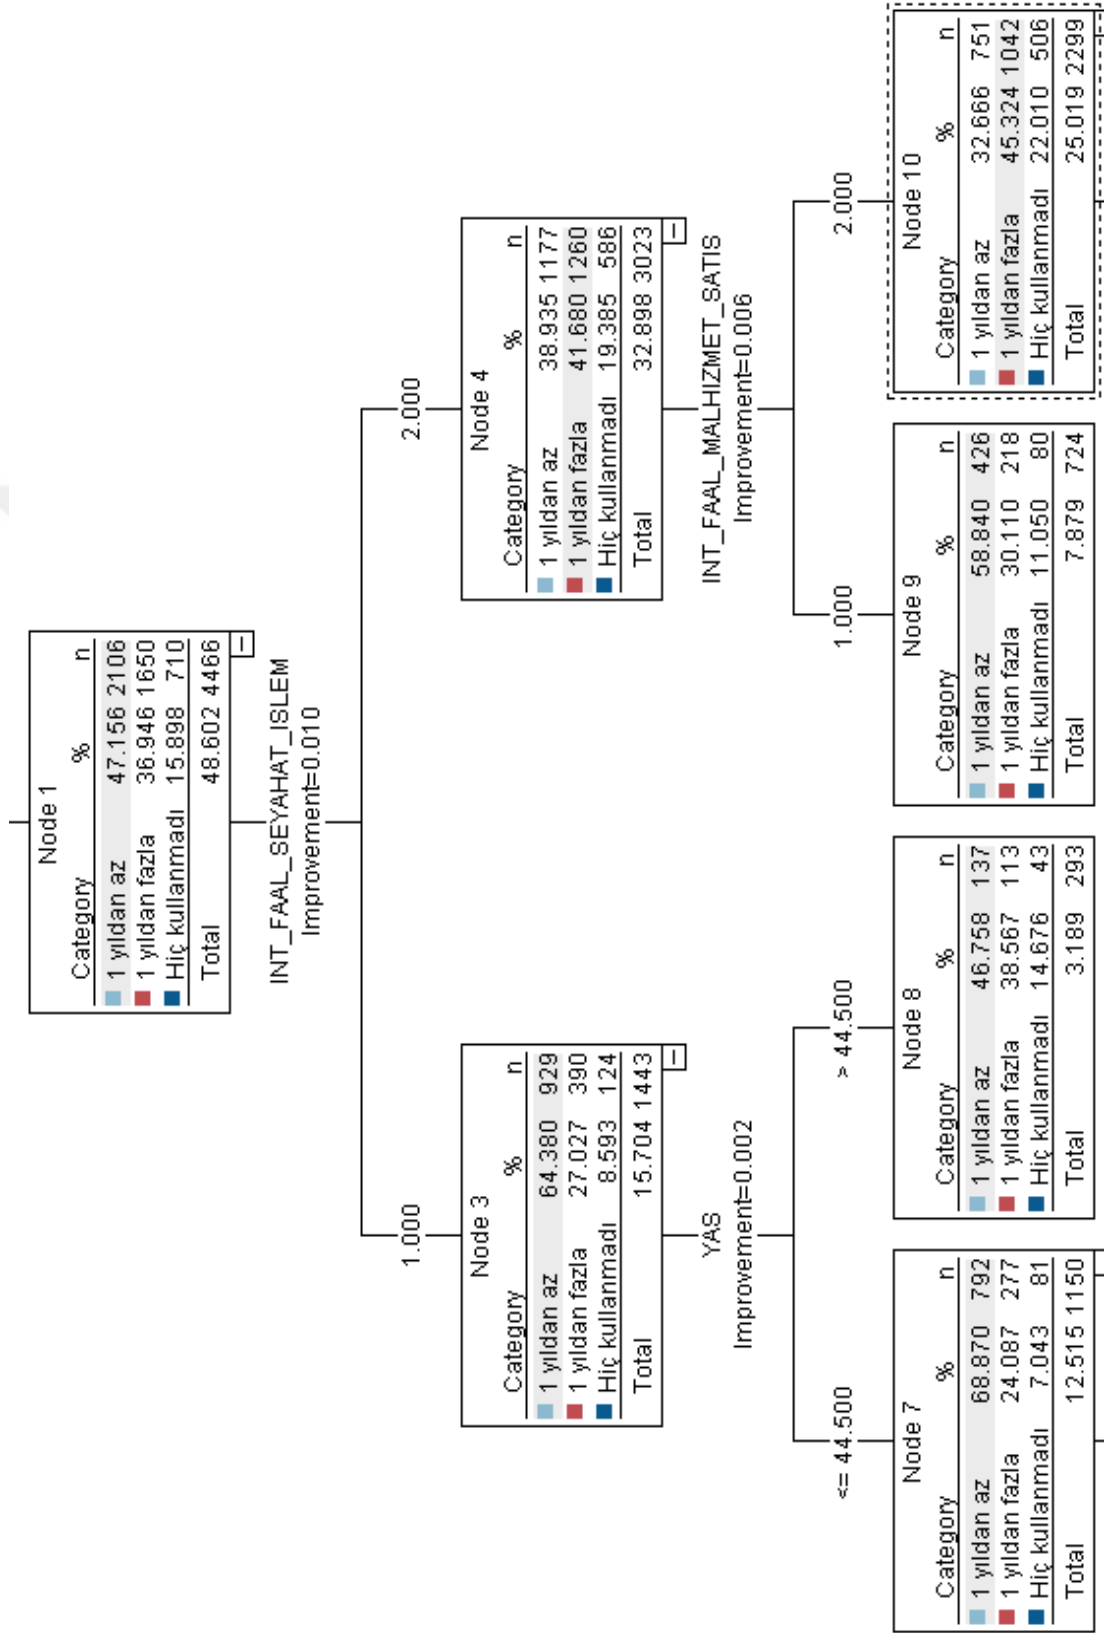 Node 1
Category % n
1 yıldan az 47.156 2106
1 yıldan fazla 36.946 1650
Hiç kullanmadı 15.898 710
Total 48.602 4466
INT_FAAL_SEYAHAT_ISLEM
Improvement=0.010
1.000
2.000
Node 3
Category % n
1 yıldan az 64.380 929
1 yıldan fazla 27.027 390
Hiç kullanmadı 8.593 124
Total 15.704 1443
Node 4
Category % n
1 yıldan az 38.935 1177
1 yıldan fazla 41.680 1260
Hiç kullanmadı 19.385 586
Total 32.898 3023
YAS
Improvement=0.002
INT_FAAL_MALHIZMET_SATIS
Improvement=0.006
<= 44.500
> 44.500
1.000
2.000
Node 7
Category % n
1 yıldan az 68.870 792
1 yıldan fazla 24.087 277
Hiç kullanmadı 7.043 81
Total 12.515 1150
Node 8
Category % n
1 yıldan az 46.758 137
1 yıldan fazla 38.567 113
Hiç kullanmadı 14.676 43
Total 3.189 293
Node 9
Category % n
1 yıldan az 58.840 426
1 yıldan fazla 30.110 218
Hiç kullanmadı 11.050 80
Total 7.879 724
Node 10
Category % n
1 yıldan az 32.666 751
1 yıldan fazla 45.324 1042
Hiç kullanmadı 22.010 506
Total 25.019 2299